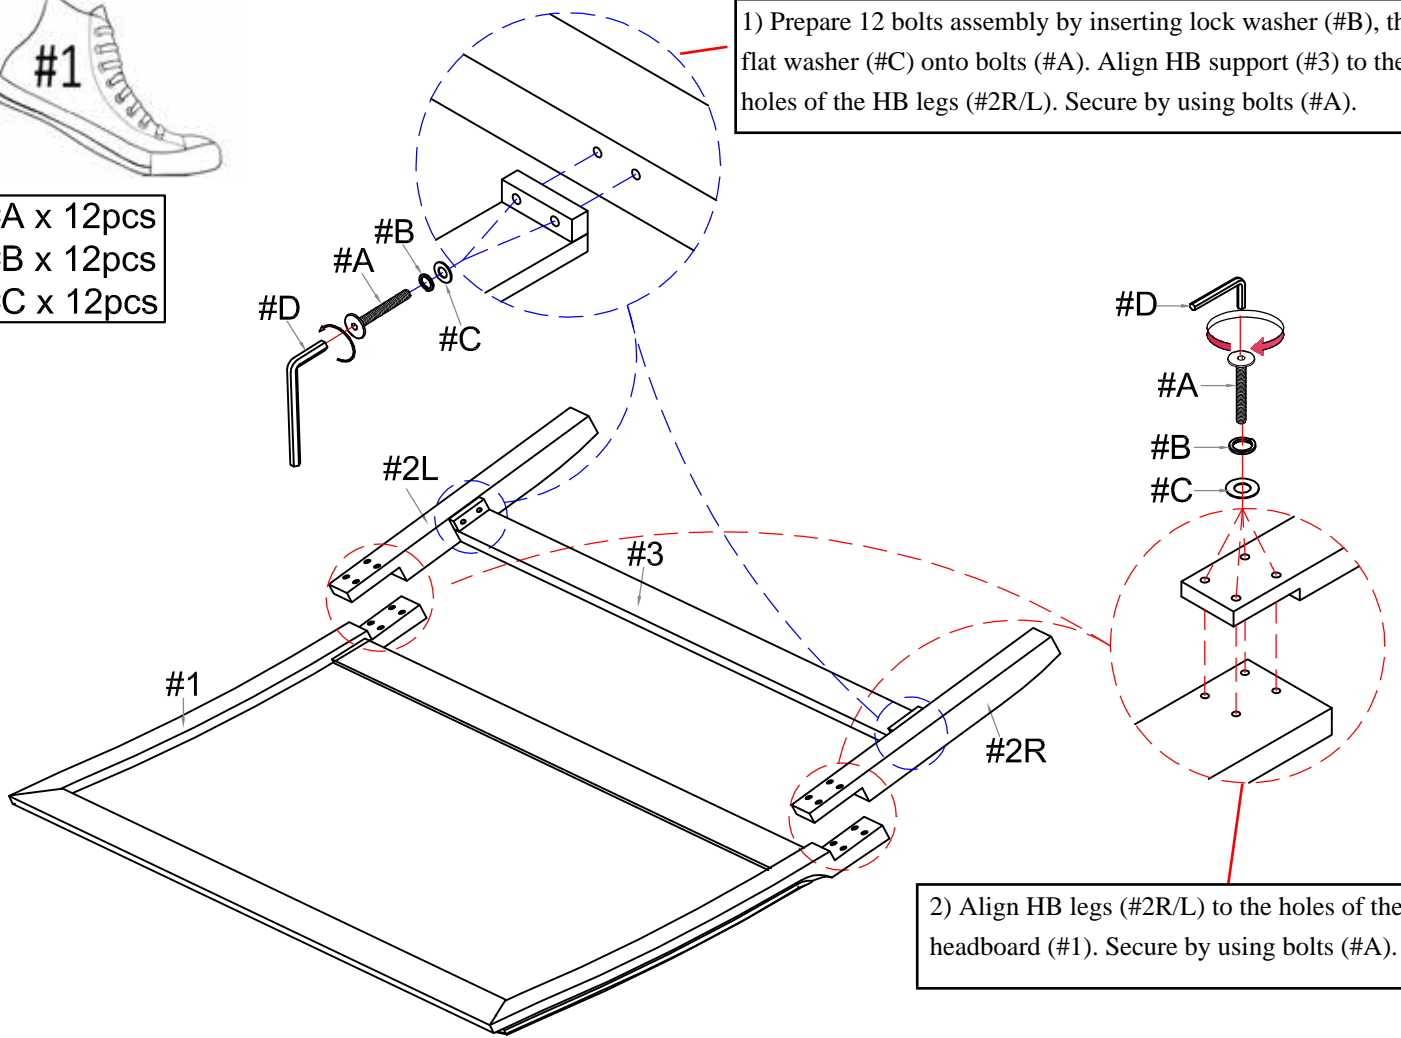 #1
1) Prepare 12 bolts assembly by inserting lock washer (#B),
flat washer (#C) onto bolts (#A). Align HB support (#3) to the
holes of the HB legs (#2R/L). Secure by using bolts (#A).
#A x 12pcs
#B x 12pcs
#C x 12pcs
#B
#A
#D
#C
#D
#A
#B
#C
#2L
#3
#1
#2R
2) Align HB legs (#2R/L) to the holes of the
headboard (#1). Secure by using bolts (#A).